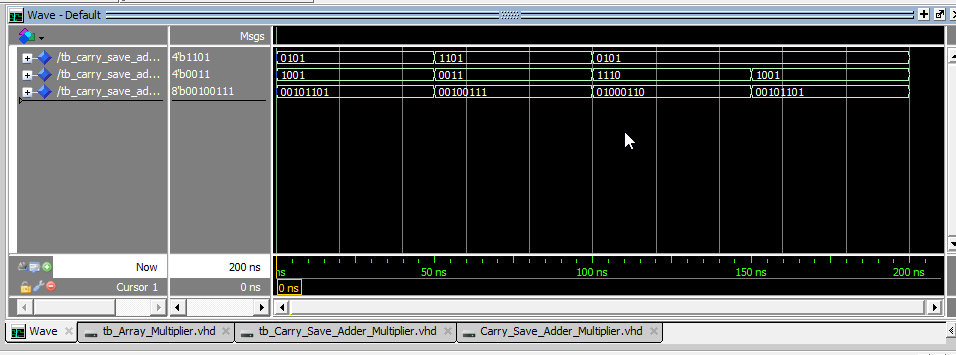 Wave - Default
Msgs
/tb_carry_save_ad... 4'b1101 0101 1101 0101
/tb_carry_save_ad... 4'b0011 1001 0011 1110 1001
/tb_carry_save_ad... 8'b00100111 00101101 00100111 01000110 00101101
Now 200 ns ns 50 ns 100 ns 150 ns 200 ns
Cursor 1 0 ns 0 ns
Wave tb_Array_Multiplier.vhd tb_Carry_Save_Adder_Multiplier.vhd Carry_Save_Adder_Multiplier.vhd